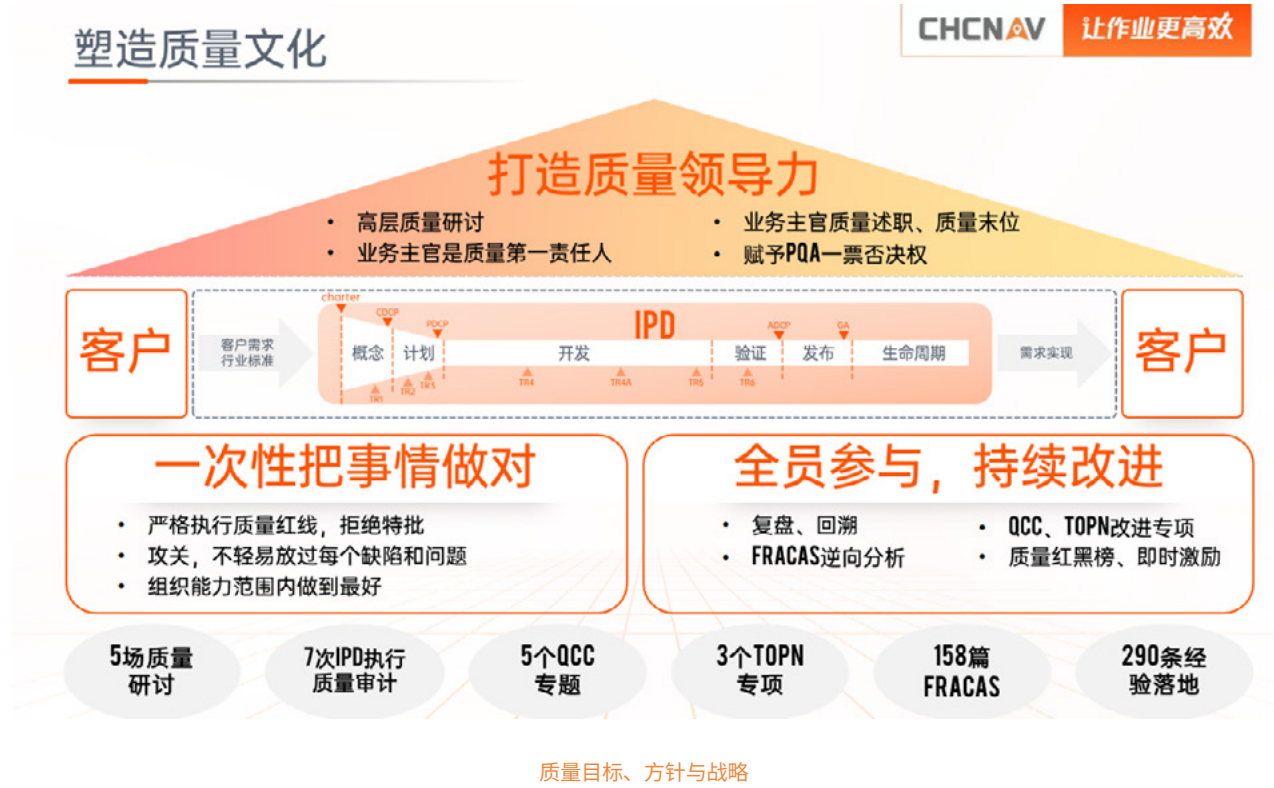 塑造质量文化
CHCNAV 让作业更高效
打造质量领导力
• 高层质量研讨
• 业务主官是质量第一责任人
• 业务主官质量述职、质量末位
• 赋予PQA一票否决权
客户
客户需求
行业标准
charter
CDCP
PDCP
IPD
ADCP
GA
概念
计划
开发
验证
发布
生命周期
TR1
TR2
TR3
TR4
TR4A
TR5
TR6
需求实现
客户
一次性把事情做对
• 严格执行质量红线，拒绝特批
• 攻关，不轻易放过每个缺陷和问题
• 组织能力范围内做到最好
全员参与，持续改进
• 复盘、回溯
• FRACAS逆向分析
• QCC、TOPN改进专项
• 质量红黑榜、即时激励
5场质量
研讨
7次IPD执行
质量审计
5个QCC
专题
3个TOPN
专项
158篇
FRACAS
290条经
验落地
质量目标、方针与战略